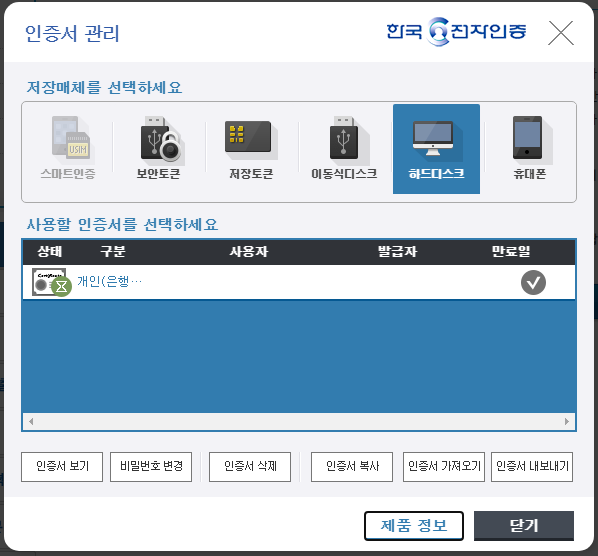 인증서 관리
한국전자인증
저장매체를 선택하세요
USIM
스마트인증 보안토큰 저장토큰 이동식디스크 하드디스크 휴대폰
사용할 인증서를 선택하세요
상태 구분 사용자 발급자 만료일
개인(은행…
인증서 보기 비밀번호 변경 인증서 삭제 인증서 복사 인증서 가져오기 인증서 내보내기
제품 정보 닫기